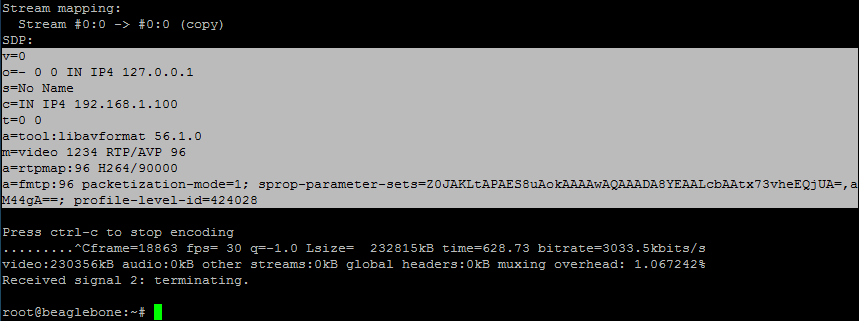 Stream mapping:
  Stream #0:0 -> #0:0 (copy)
SDP:
v=0
o=- 0 0 IN IP4 127.0.0.1
s=No Name
c=IN IP4 192.168.1.100
t=0 0
a=tool:libavformat 56.1.0
m=video 1234 RTP/AVP 96
a=rtpmap:96 H264/90000
a=fmtp:96 packetization-mode=1; sprop-parameter-sets=Z0JAKLtAPAES8uAokAAAAwAQAAADA8YEAALcbAAtx73vheEQjUA=,a
M44gA==; profile-level-id=424028
Press ctrl-c to stop encoding
.........^Cframe=18863 fps= 30 q=-1.0 Lsize=  232815kB time=628.73 bitrate=3033.5kbits/s
video:230356kB audio:0kB other streams:0kB global headers:0kB muxing overhead: 1.067242%
Received signal 2: terminating.
root@beaglebone:~#